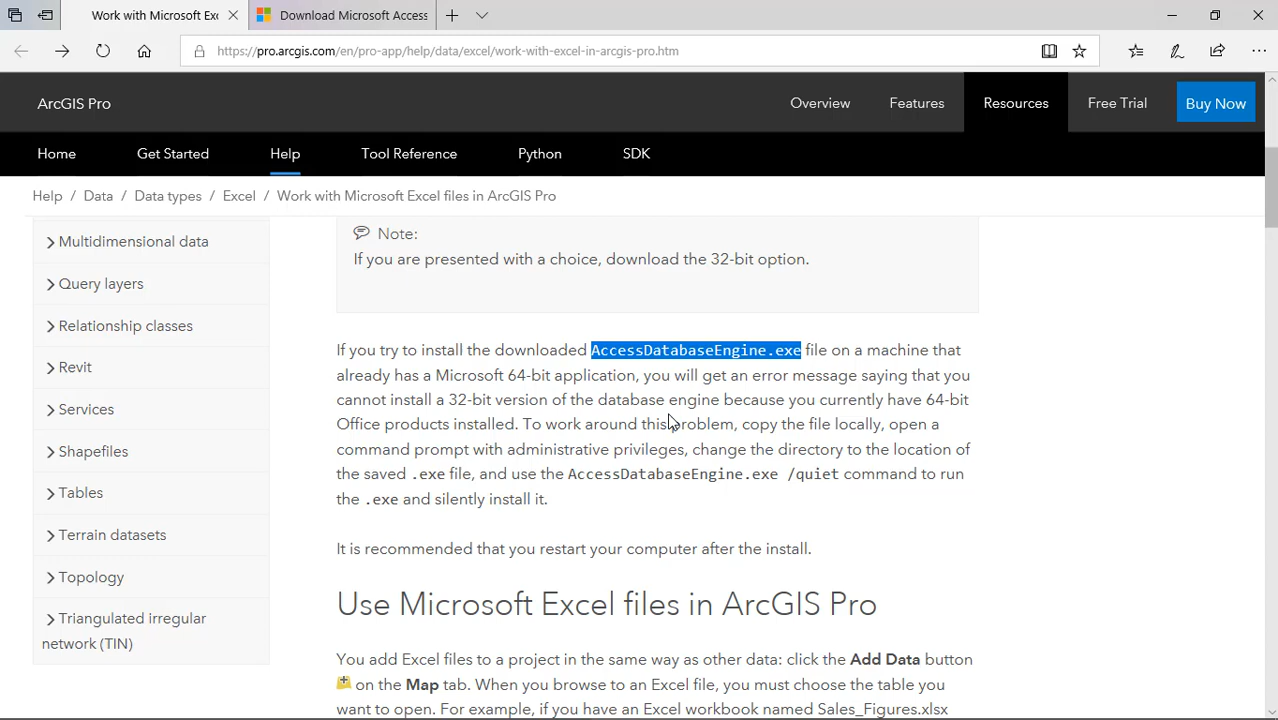 Work with Microsoft Exc
Download Microsoft Access
https://pro.arcgis.com/en/pro-app/help/data/excel/work-with-excel-in-arcgis-pro.htm
ArcGIS Pro
Overview
Features
Resources
Free Trial
Buy Now
Home
Get Started
Help
Tool Reference
Python
SDK
Help / Data / Data types / Excel / Work with Microsoft Excel files in ArcGIS Pro
Multidimensional data
Query layers
Relationship classes
Revit
Services
Shapefiles
Tables
Terrain datasets
Topology
Triangulated irregular
network (TIN)
Note:
If you are presented with a choice, download the 32-bit option.
If you try to install the downloaded AccessDatabaseEngine.exe file on a machine that
already has a Microsoft 64-bit application, you will get an error message saying that you
cannot install a 32-bit version of the database engine because you currently have 64-bit
Office products installed. To work around this problem, copy the file locally, open a
command prompt with administrative privileges, change the directory to the location of
the saved .exe file, and use the AccessDatabaseEngine.exe /quiet command to run
the .exe and silently install it.
It is recommended that you restart your computer after the install.
Use Microsoft Excel files in ArcGIS Pro
You add Excel files to a project in the same way as other data: click the Add Data button
on the Map tab. When you browse to an Excel file, you must choose the table you
want to open. For example, if you have an Excel workbook named Sales_Figures.xlsx